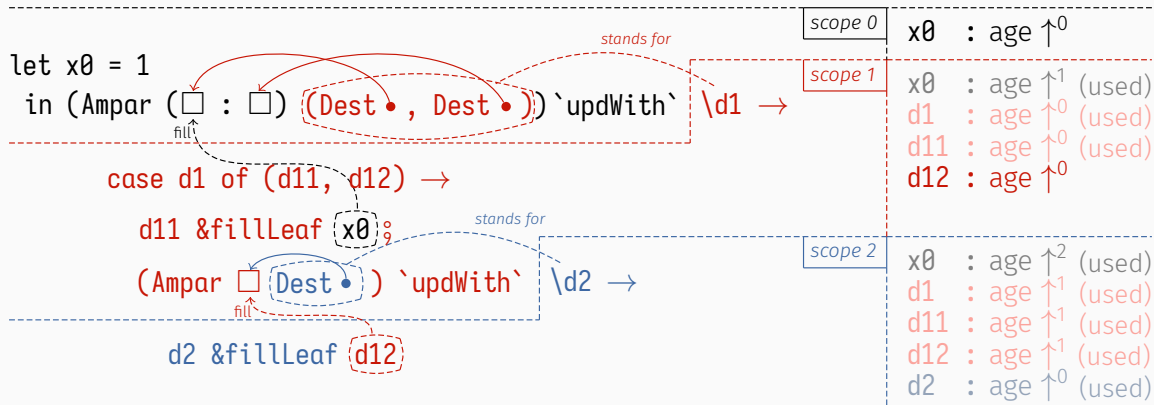 scope 0
x0 : age ↑⁰
stands for
let x0 = 1
in (Ampar (□ : □) (Dest • , Dest • )) `updWith` \d1 →
fill
scope 1
x0 : age ↑¹ (used)
d1 : age ↑⁰ (used)
d11 : age ↑⁰ (used)
d12 : age ↑⁰
case d1 of (d11, d12) →
d11 &fillLeaf x0 ;
stands for
(Ampar □ Dest • ) `updWith` \d2 →
fill
d2 &fillLeaf d12
scope 2
x0 : age ↑² (used)
d1 : age ↑¹ (used)
d11 : age ↑¹ (used)
d12 : age ↑¹ (used)
d2 : age ↑⁰ (used)